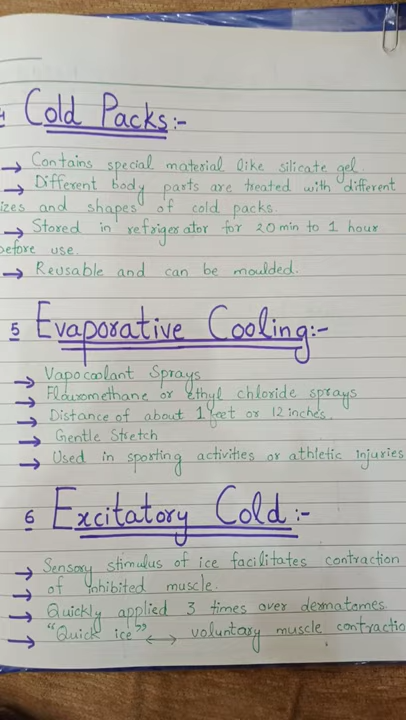 4 Cold Packs:-
→ Contains special material like silicate gel.
→ Different body parts are treated with different
izes and shapes of cold packs.
→ Stored in refrigerator for 20 min to 1 hour
before use.
→ Reusable and can be moulded.
5 Evaporative Cooling:-
→ Vapocoolant Sprays
→ Flouromethane or ethyl chloride sprays
→ Distance of about 1 feet or 12 inches.
→ Gentle Stretch
→ Used in sporting activities or athletic injuries
6 Excitatory Cold:-
→ Sensory stimulus of ice facilitates contraction
→ of inhibited muscle.
→ Quickly applied 3 times over dermatomes.
→ "Quick ice" ↔ voluntary muscle contractio